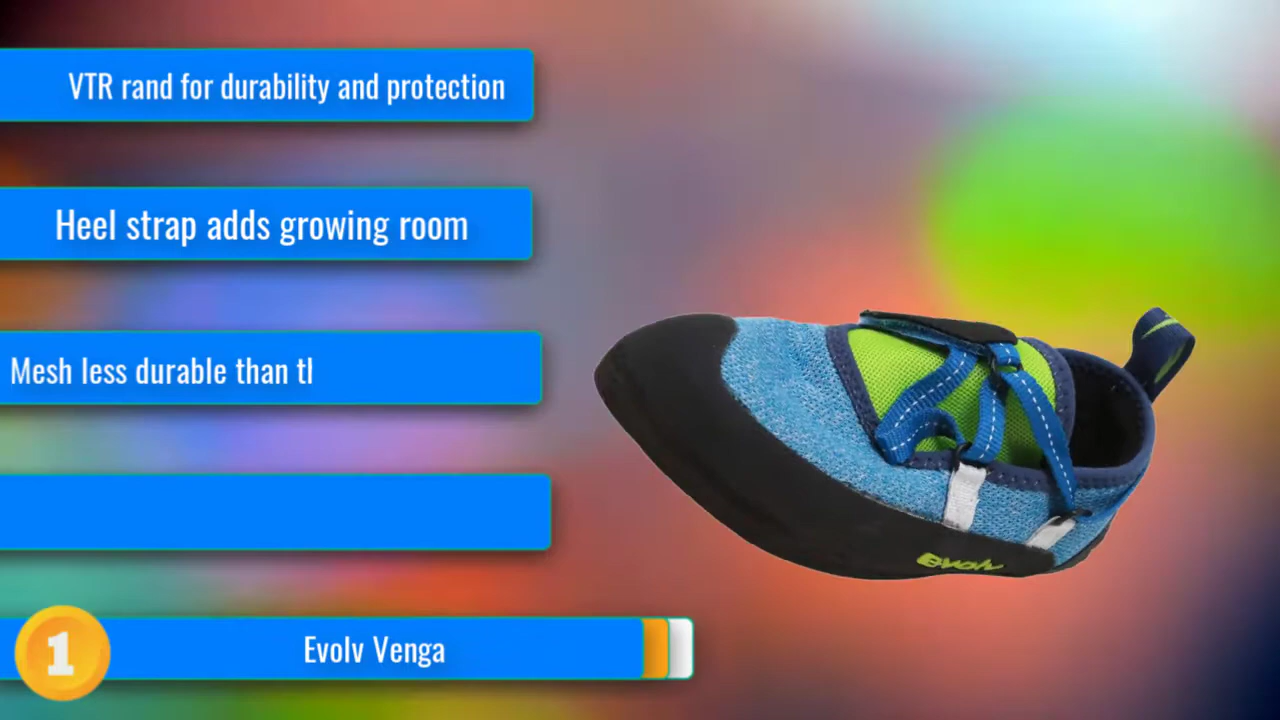 VTR rand for durability and protection
Heel strap adds growing room
Mesh less durable than
evolv
1
Evolv Venga